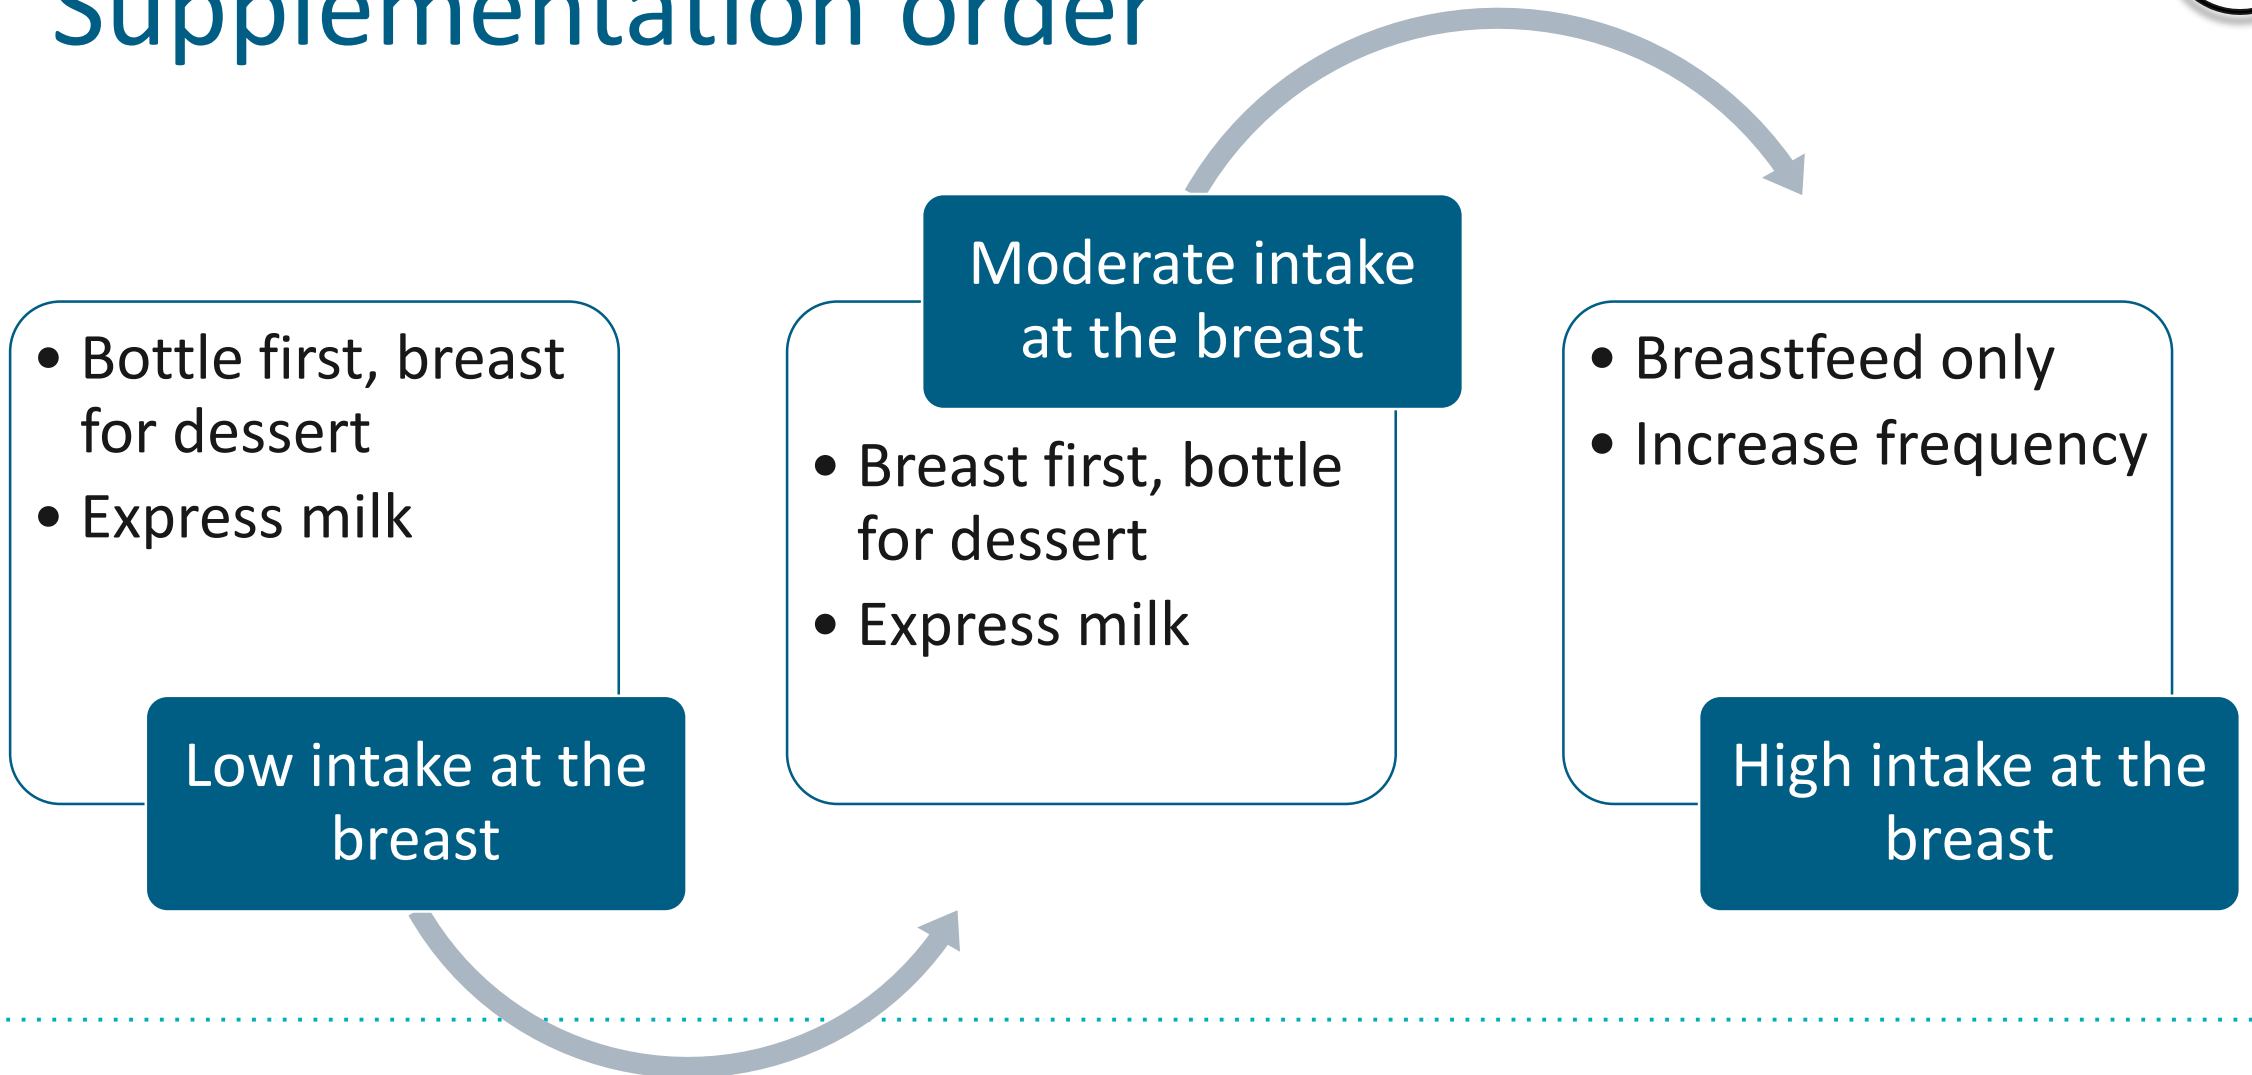 Supplementation order
• Bottle first, breast
for dessert
• Express milk
Low intake at the
breast
Moderate intake
at the breast
• Breast first, bottle
for dessert
• Express milk
• Breastfeed only
• Increase frequency
High intake at the
breast